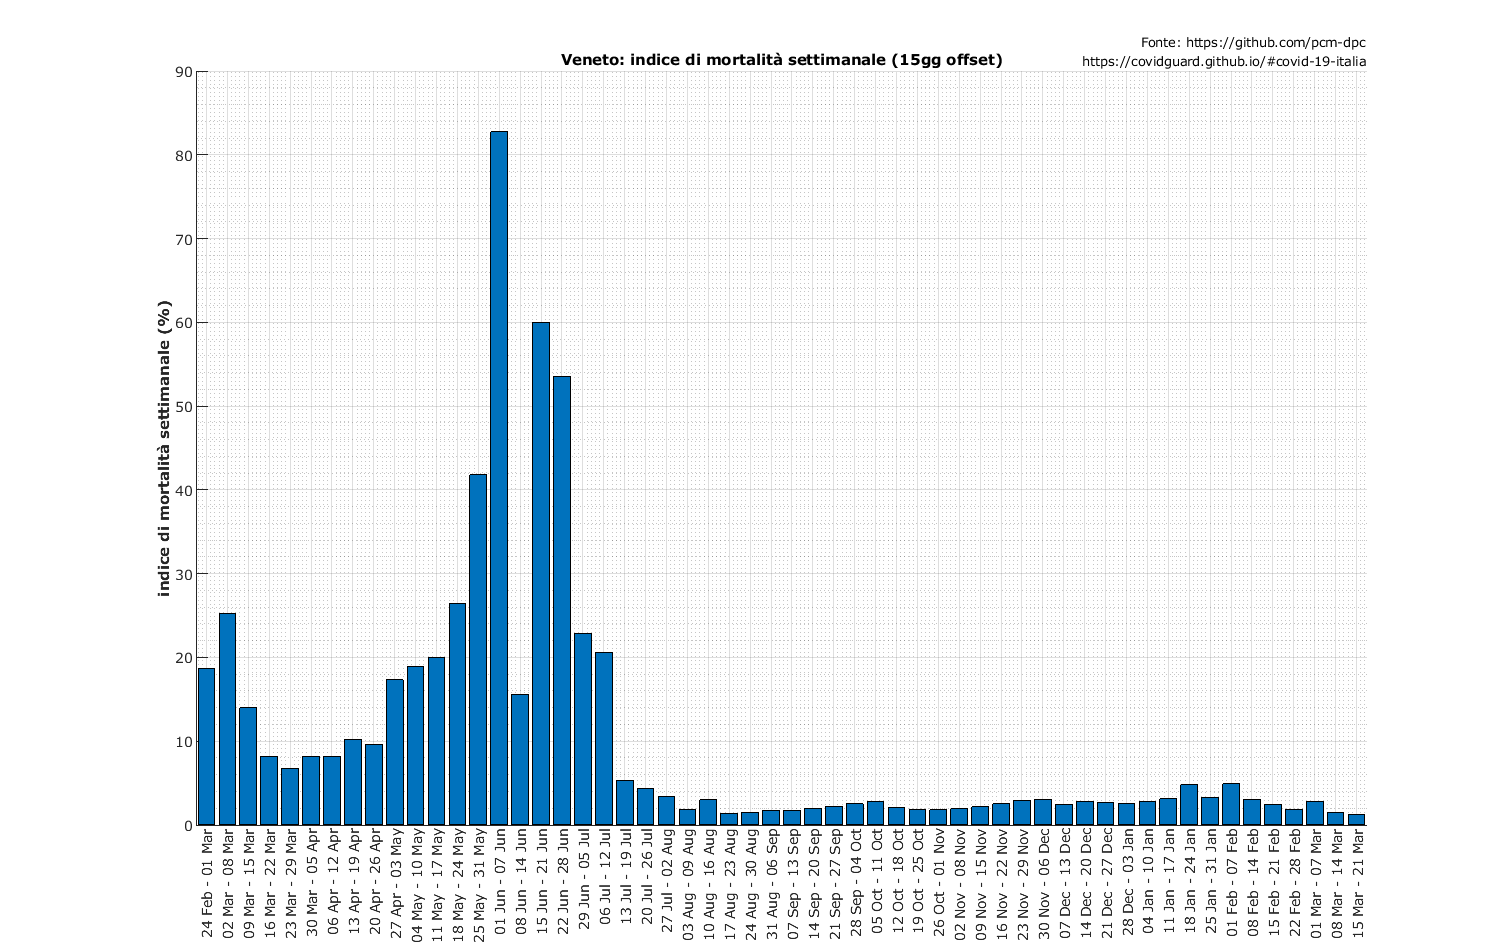 Fonte: https://github.com/pcm-dpc
https://covidguard.github.io/#covid-19-italia
Veneto: indice di mortalità settimanale (15gg offset)
indice di mortalità settimanale (%)
90
80
70
60
50
40
30
20
10
0
24 Feb - 01 Mar
02 Mar - 08 Mar
09 Mar - 15 Mar
16 Mar - 22 Mar
23 Mar - 29 Mar
30 Mar - 05 Apr
06 Apr - 12 Apr
13 Apr - 19 Apr
20 Apr - 26 Apr
27 Apr - 03 May
04 May - 10 May
11 May - 17 May
18 May - 24 May
25 May - 31 May
01 Jun - 07 Jun
08 Jun - 14 Jun
15 Jun - 21 Jun
22 Jun - 28 Jun
29 Jun - 05 Jul
06 Jul - 12 Jul
13 Jul - 19 Jul
20 Jul - 26 Jul
27 Jul - 02 Aug
03 Aug - 09 Aug
10 Aug - 16 Aug
17 Aug - 23 Aug
24 Aug - 30 Aug
31 Aug - 06 Sep
07 Sep - 13 Sep
14 Sep - 20 Sep
21 Sep - 27 Sep
28 Sep - 04 Oct
05 Oct - 11 Oct
12 Oct - 18 Oct
19 Oct - 25 Oct
26 Oct - 01 Nov
02 Nov - 08 Nov
09 Nov - 15 Nov
16 Nov - 22 Nov
23 Nov - 29 Nov
30 Nov - 06 Dec
07 Dec - 13 Dec
14 Dec - 20 Dec
21 Dec - 27 Dec
28 Dec - 03 Jan
04 Jan - 10 Jan
11 Jan - 17 Jan
18 Jan - 24 Jan
25 Jan - 31 Jan
01 Feb - 07 Feb
08 Feb - 14 Feb
15 Feb - 21 Feb
22 Feb - 28 Feb
01 Mar - 07 Mar
08 Mar - 14 Mar
15 Mar - 21 Mar